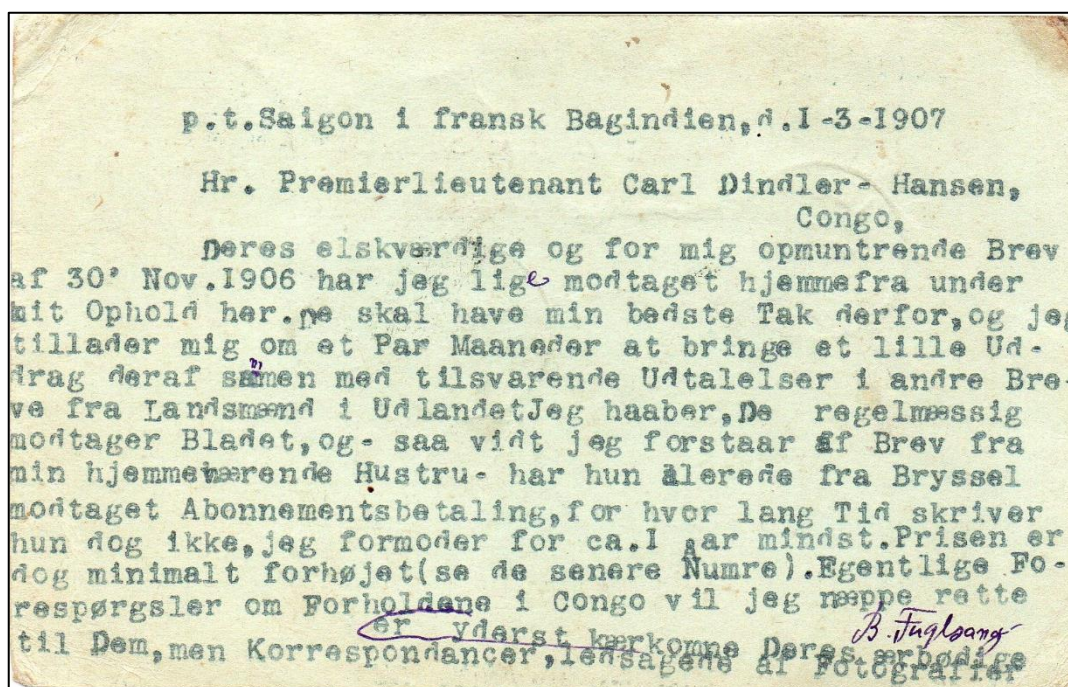 p.t.Saigon i fransk Bagindien,d.I-3-I907
Hr. Premierlieutenant Carl Dindler- Hansen,
Congo,
Deres elskværdige og for mig opmuntrende Brev
af 30' Nov.I906 har jeg lige modtaget hjemmefra under
mit Ophold her.De skal have min bedste Tak derfor,og jeg
tillader mig om et Par Maaneder at bringe et lille Ud-
drag deraf samen med tilsvarende Udtalelser i andre Bre-
ve fra Landsmænd i UdlandetJeg haaber,De regelmæssig
modtager Bladet,og- saa vidt jeg forstaar af Brev fra
min hjemmeværende Hustru- har hun alerede fra Bryssel
modtaget Abonnementsbetaling,for hvor lang Tid skriver
hun dog ikke,jeg formoder for ca.I Aar mindst.Prisen er
dog minimalt forhøjet(se de senere Numre).Egentlige Fo-
respørgsler om Forholdene i Congo vil jeg næppe rette
til Dem,men Korrespondancer,ledsagede af Fotografier
er yderst kærkomne Deres ærbødige
B. Fuglsang